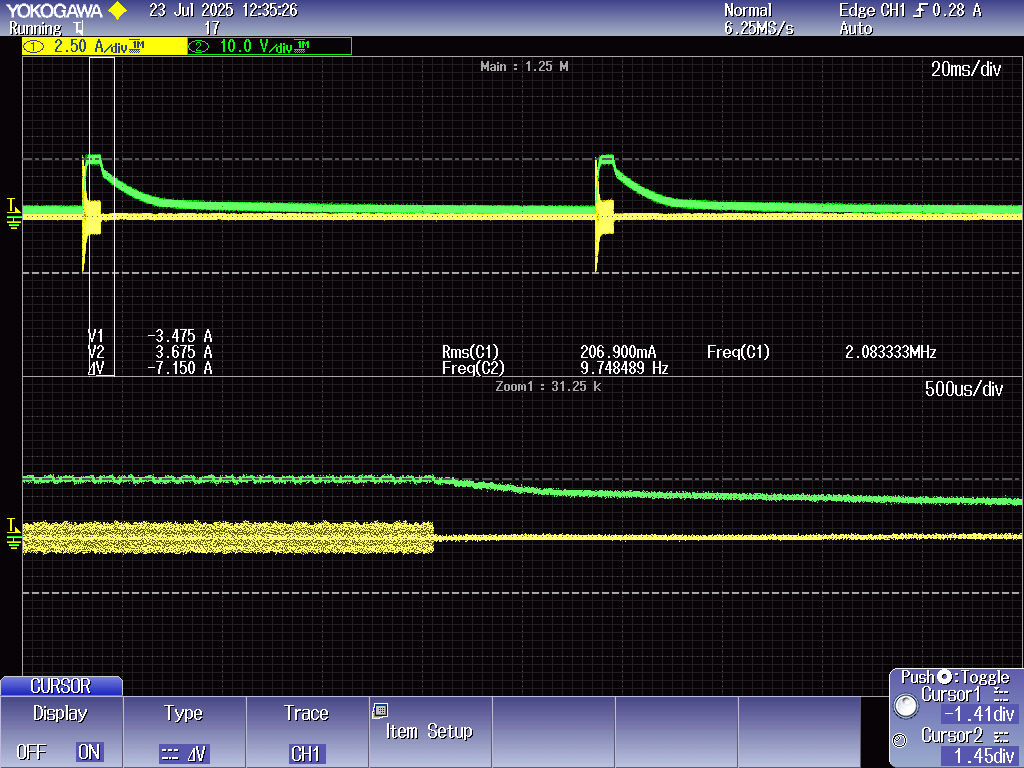 YOKOGAWA 23 Jul 2025 12:35:26 Normal Edge CH1 0.28 A
Running 17 6.25MS/s Auto
1 2.50 A/div 1M 2 10.0 V/div 1M
Main : 1.25 M 20ms/div
T
V1 -3.475 A
V2 3.675 A Rms(C1) 206.900mA Freq(C1) 2.083333MHz
ΔV -7.150 A Freq(C2) 9.748489 Hz
Zoom1 : 31.25 k 500us/div
T
CURSOR
Display Type Trace
Item Setup
OFF ON ΔV CH1
Push :Toggle
Cursor1
-1.41div
Cursor2
1.45div